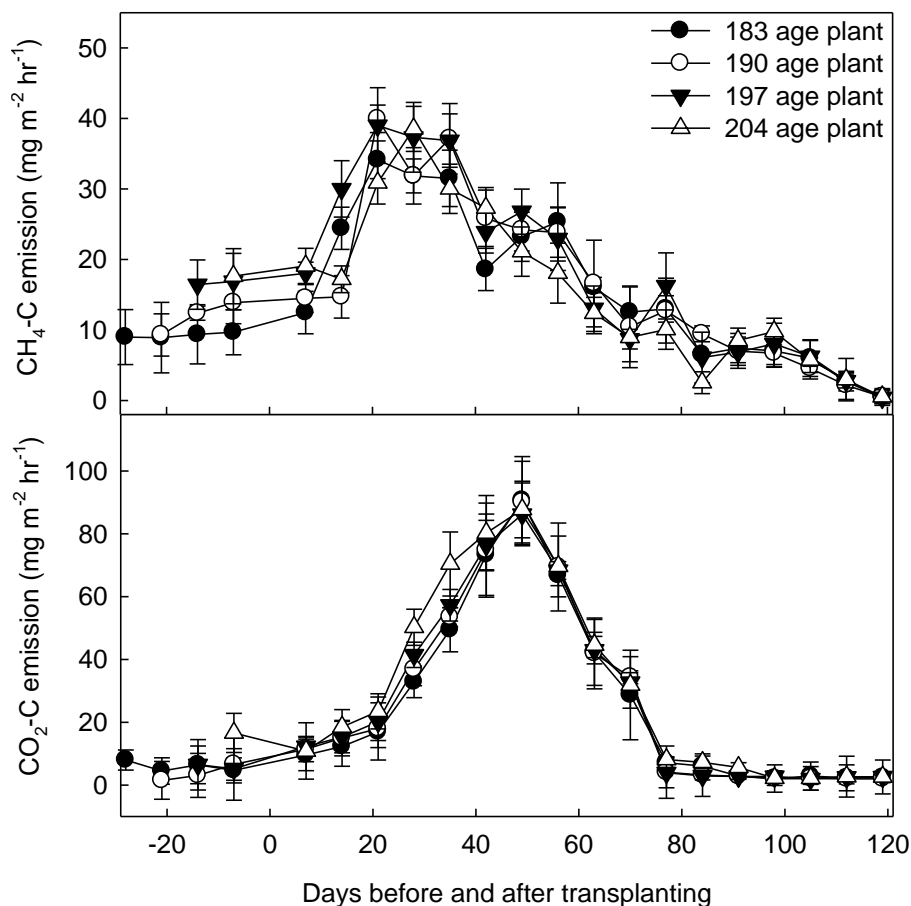 CH4-C emission (mg m-2 hr-1)
50
40
30
20
10
0
183 age plant
190 age plant
197 age plant
204 age plant
CO2-C emission (mg m-2 hr-1)
100
80
60
40
20
0
-20 0 20 40 60 80 100 120
Days before and after transplanting